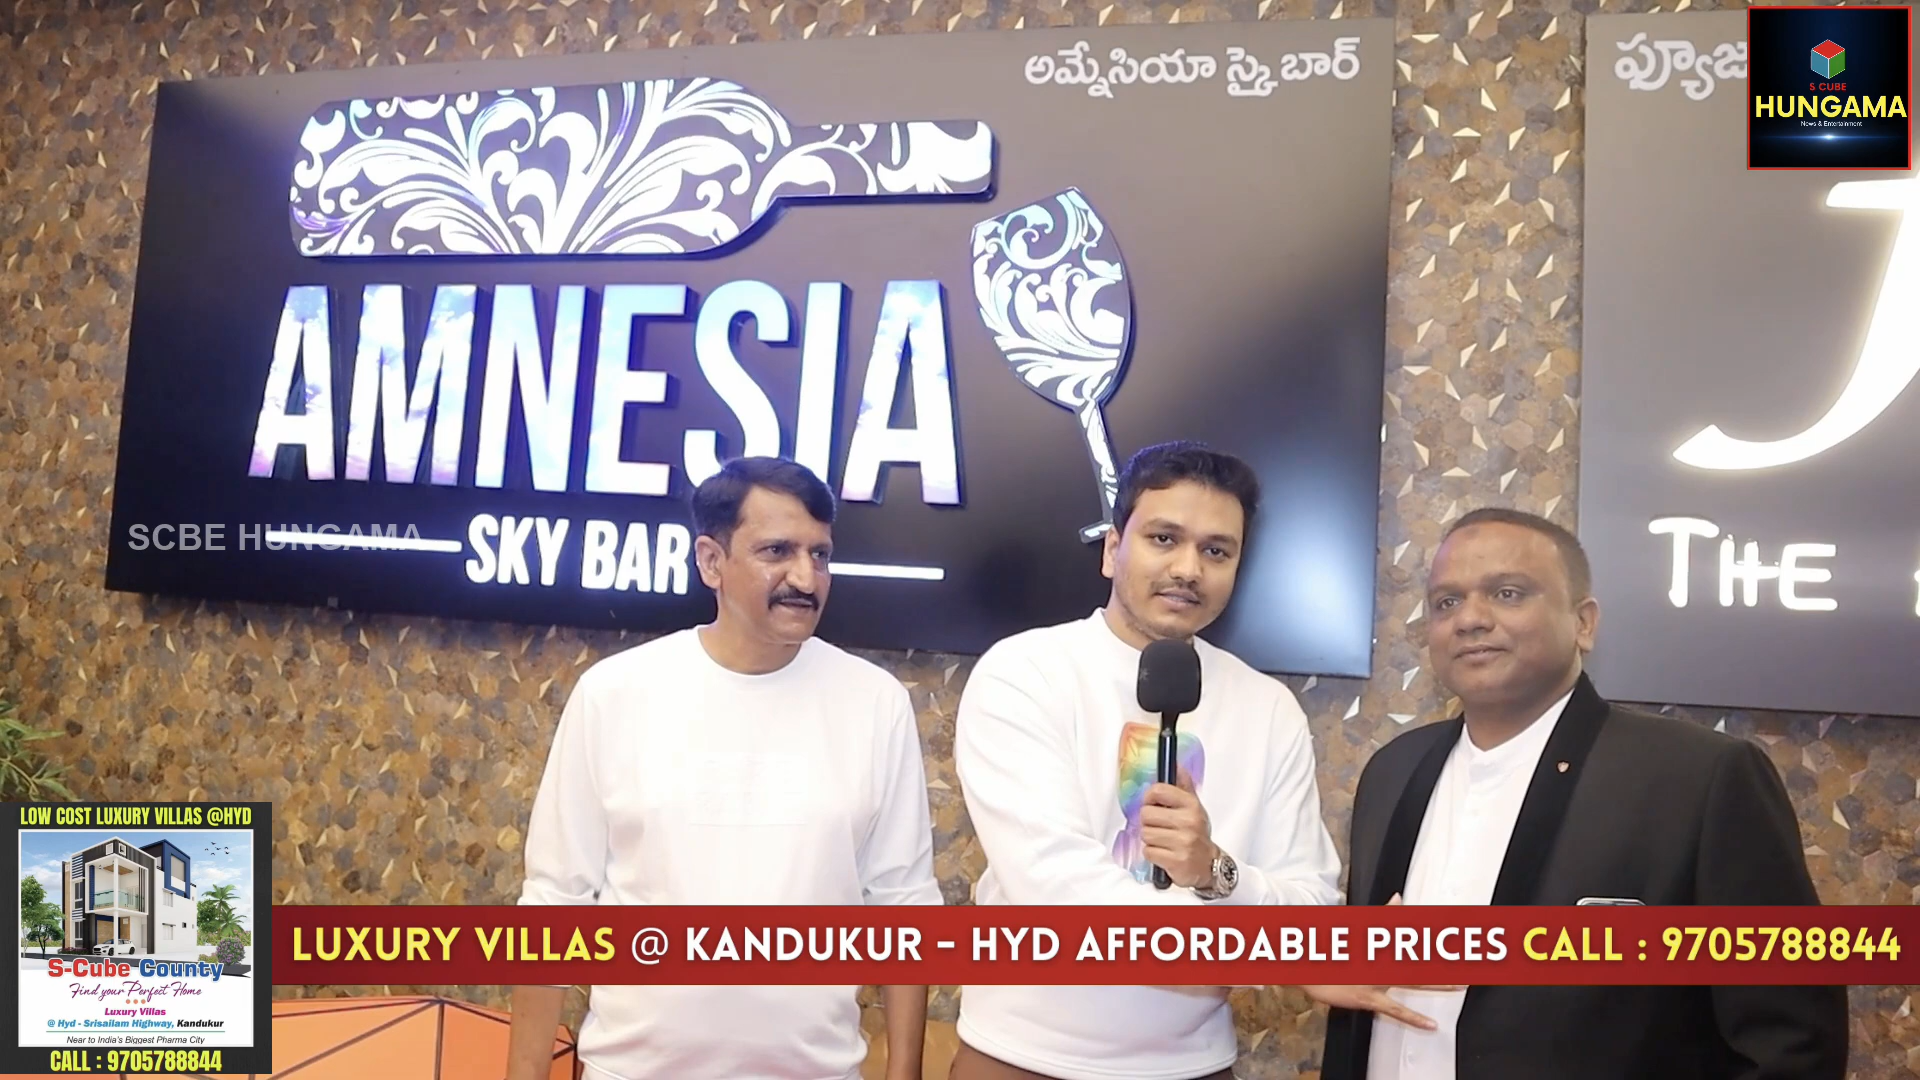 అమ్నేసియా స్కై బార్
AMNESIA
SKY BAR
THE
S CUBE
HUNGAMA
News & Entertainment
SCBE HUNGAMA
LOW COST LUXURY VILLAS @HYD
S-Cube County
Find your Perfect Home
Luxury Villas
@ Hyd - Srisailam Highway, Kandukur
Near to India's Biggest Pharma City
CALL : 9705788844
LUXURY VILLAS @ KANDUKUR - HYD AFFORDABLE PRICES CALL : 9705788844